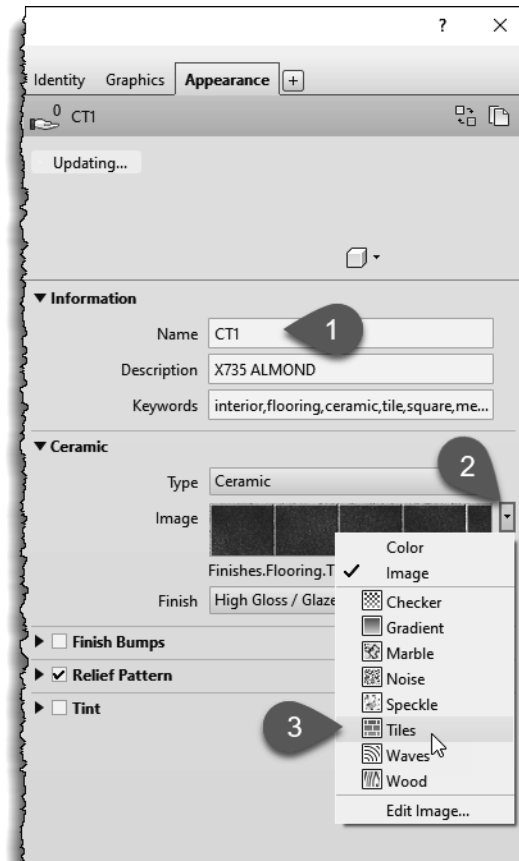 ?
Identity Graphics Appearance +
0 CT1
Updating...
Information
Name CT1 1
Description X735 ALMOND
Keywords interior,flooring,ceramic,tile,square,me...
Ceramic
2
Type Ceramic
Image
Color
Finishes.Flooring.T Image
Finish High Gloss / Glaze Checker
Gradient
Finish Bumps Marble
Relief Pattern Noise
Tint Speckle
3 Tiles
Waves
Wood
Edit Image...